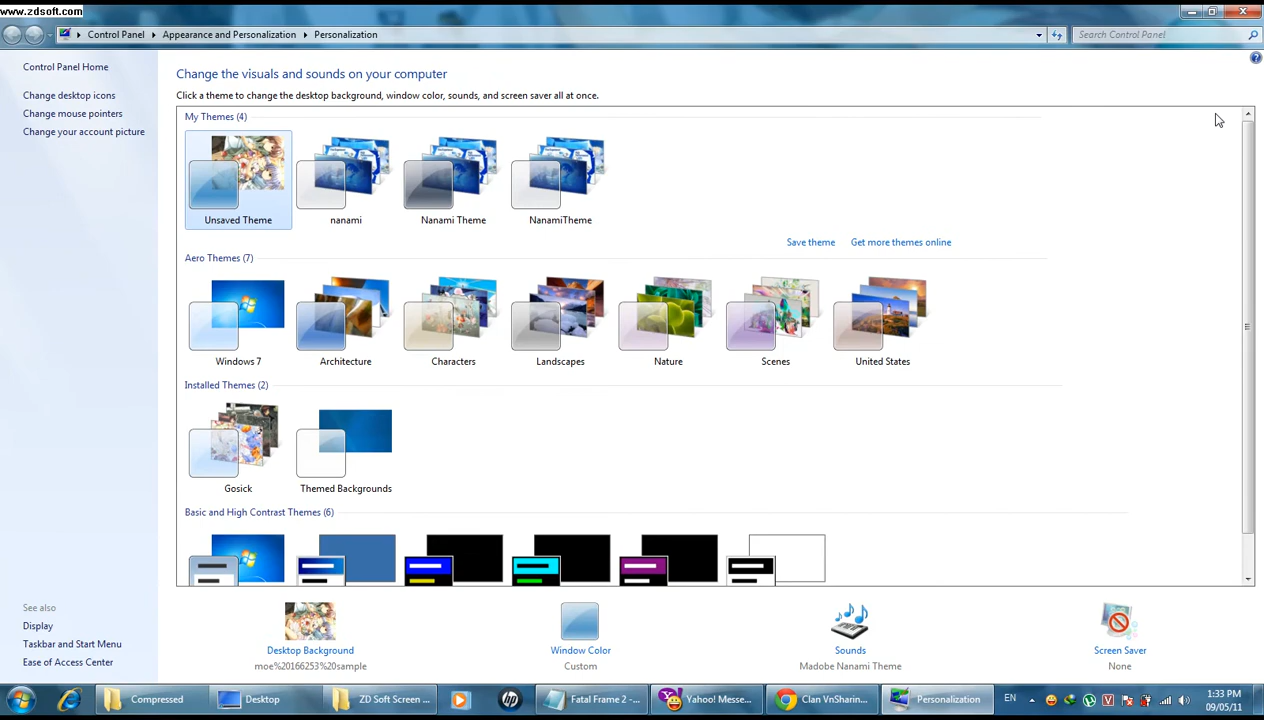 www.zdsoft.com
Control Panel Appearance and Personalization Personalization
Search Control Panel
Control Panel Home
Change desktop icons
Change mouse pointers
Change your account picture
Change the visuals and sounds on your computer
Click a theme to change the desktop background, window color, sounds, and screen saver all at once.
My Themes (4)
Unsaved Theme nanami Nanami Theme NanamiTheme
Save theme Get more themes online
Aero Themes (7)
Windows 7 Architecture Characters Landscapes Nature Scenes United States
Installed Themes (2)
Gosick Themed Backgrounds
Basic and High Contrast Themes (6)
See also
Display
Taskbar and Start Menu
Ease of Access Center
Desktop Background
moe%20166253%20sample
Window Color
Custom
Sounds
Madobe Nanami Theme
Screen Saver
None
Compressed Desktop ZD Soft Screen ... Fatal Frame 2 -... Yahoo! Messe... Clan VnSharin... Personalization EN 1:33 PM
09/05/11